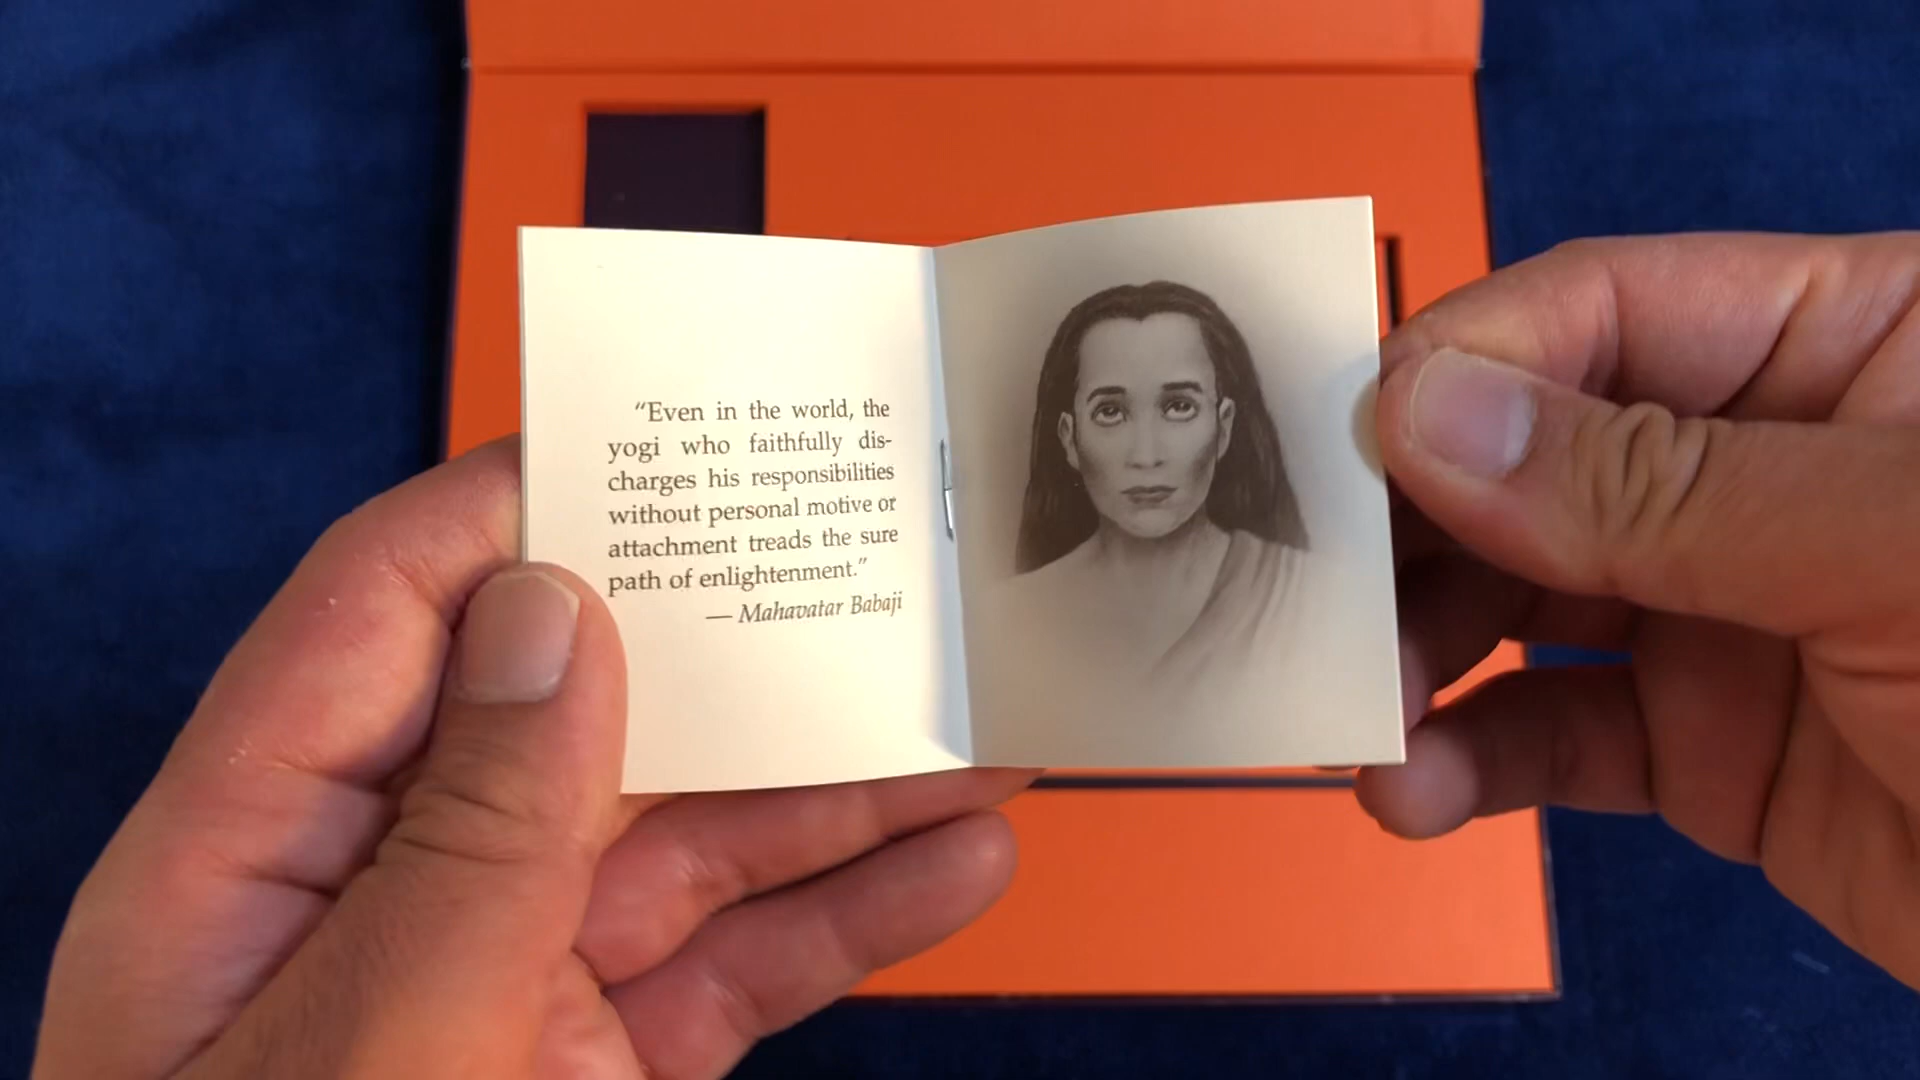 “Even in the world, the
yogi who faithfully dis-
charges his responsibilities
without personal motive or
attachment treads the sure
path of enlightenment.”
— Mahavatar Babaji